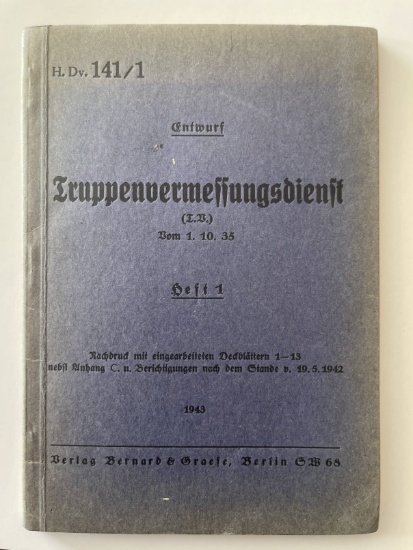 H. Dv. 141/1
Entwurf
Truppenvermessungsdienst
(T.V.)
Vom 1. 10. 35
Heft 1
Nachdruck mit eingearbeiteten Deckblättern 1—13
nebst Anhang C. u. Berichtigungen nach dem Stande v. 19. 5. 1942
1943
Verlag Bernard & Graefe, Berlin SW 68